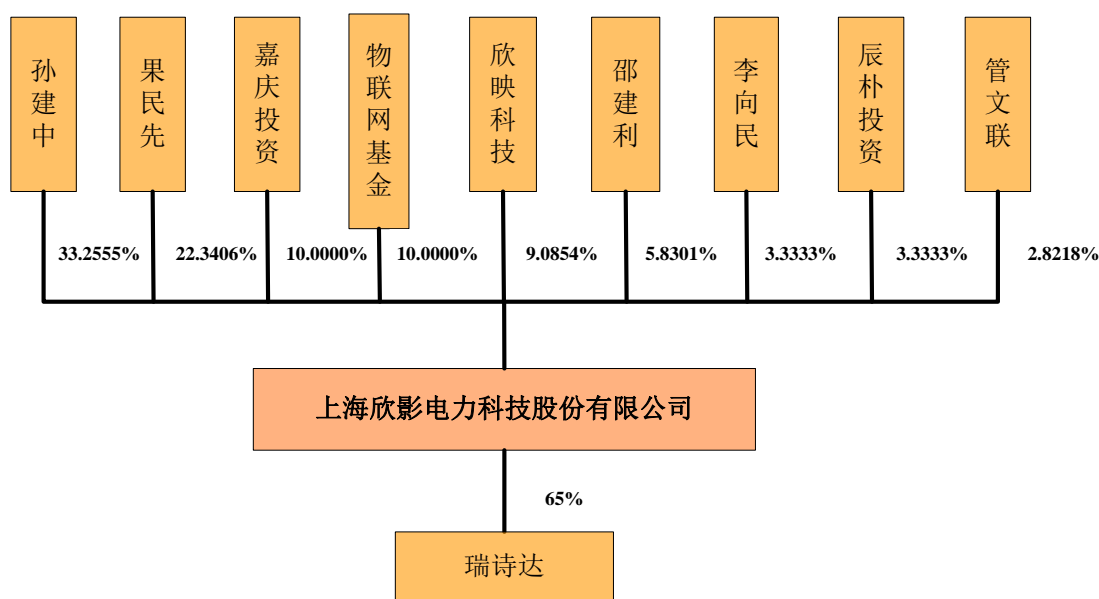 孙建中
果民先
嘉庆投资
物联网基金
欣映科技
邵建利
李向民
辰朴投资
管文联
33.2555%
22.3406%
10.0000%
10.0000%
9.0854%
5.8301%
3.3333%
3.3333%
2.8218%
上海欣影电力科技股份有限公司
65%
瑞诗达